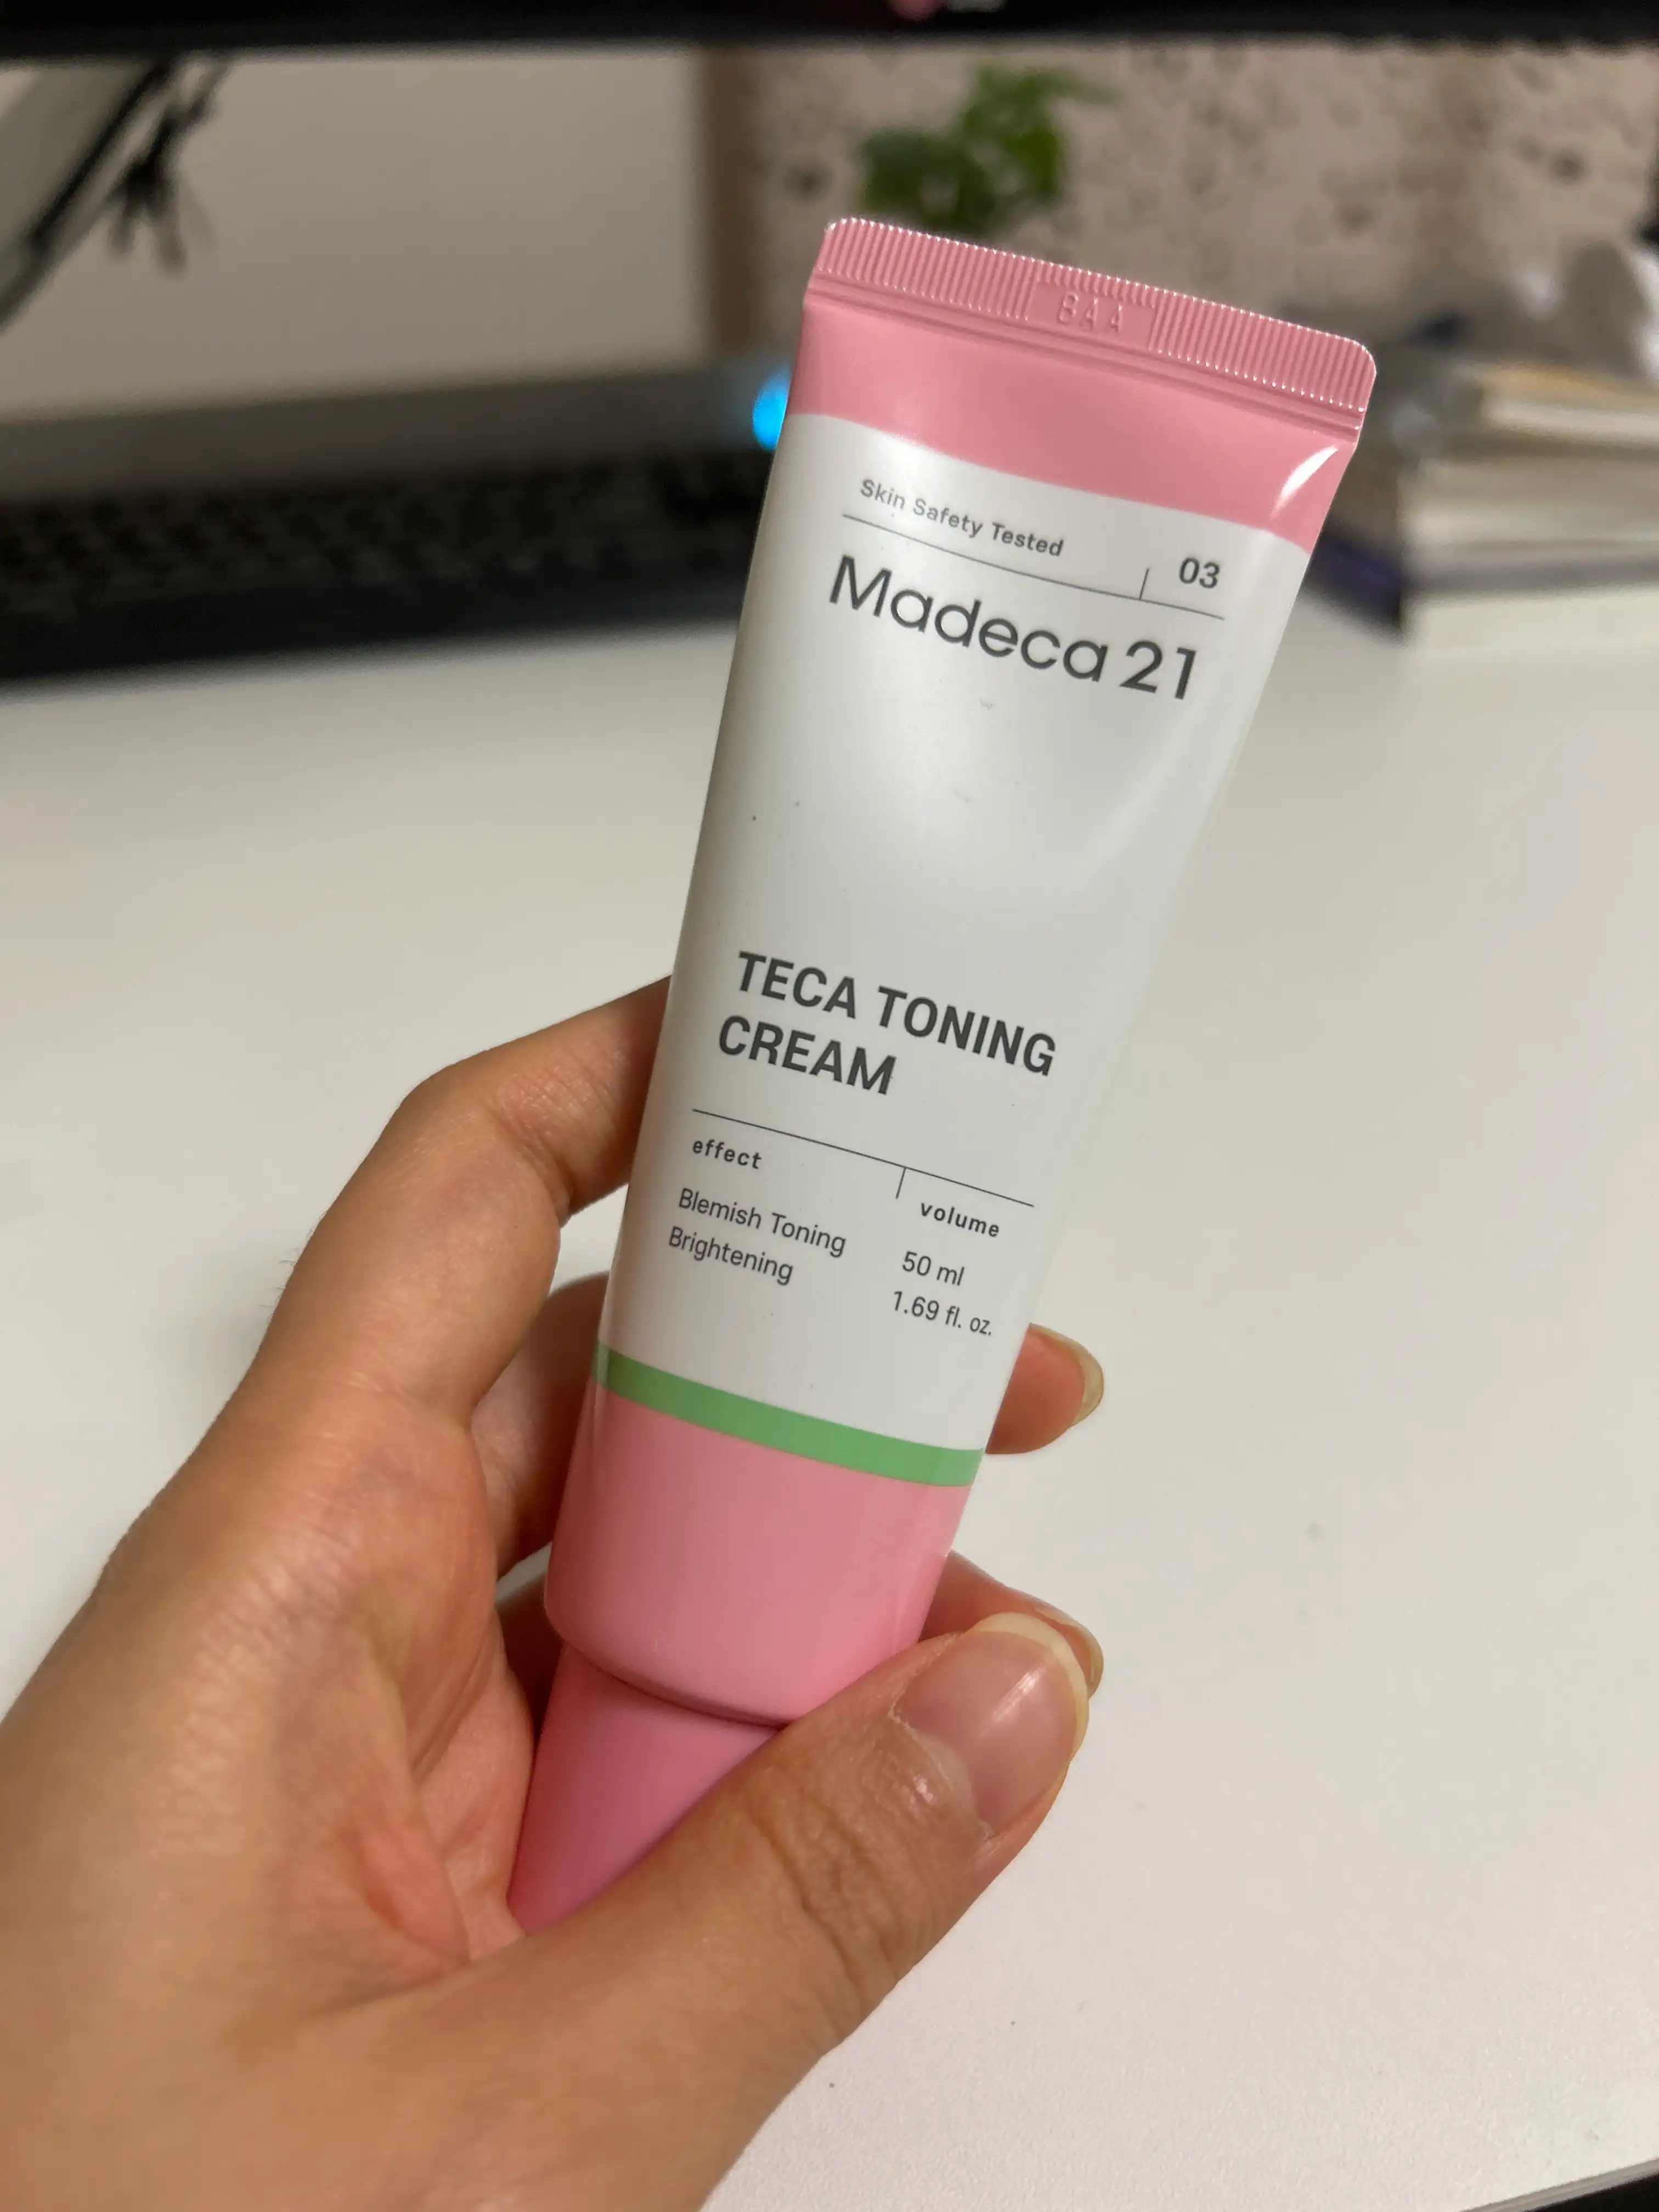 BAA
Skin Safety Tested
03
Madeca 21
TECA TONING
CREAM
effect
Blemish Toning
Brightening
volume
50 ml
1.69 fl. oz.